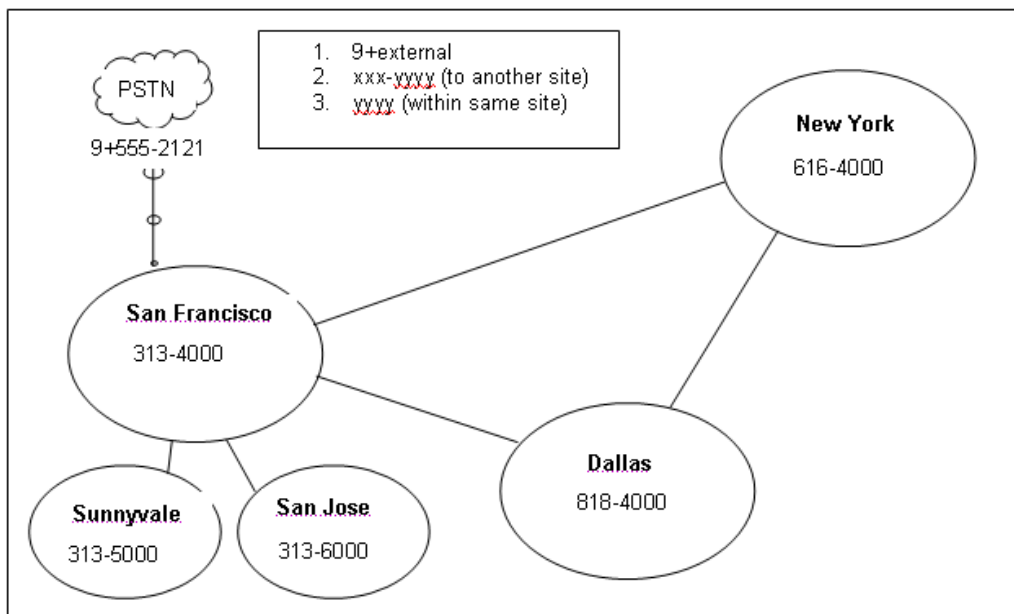 PSTN
9+555-2121
1. 9+external
2. xxx-yyyy (to another site)
3. yyyy (within same site)
New York
616-4000
San Francisco
313-4000
Dallas
818-4000
Sunnyvale
313-5000
San Jose
313-6000